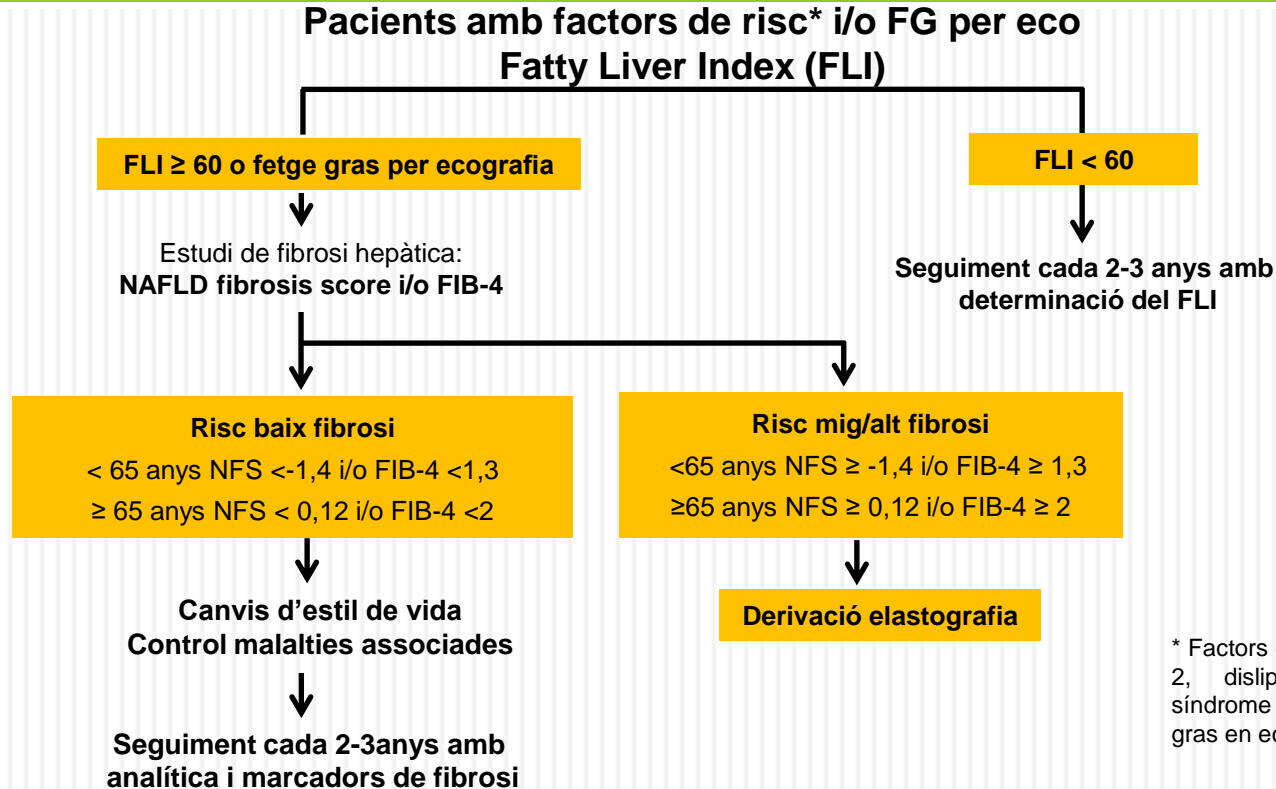 Pacients amb factors de risc* i/o FG per eco
Fatty Liver Index (FLI)
FLI ≥ 60 o fetge gras per ecografia
FLI < 60
Estudi de fibrosi hepàtica:
NAFLD fibrosis score i/o FIB-4
Seguiment cada 2-3 anys amb
determinació del FLI
Risc baix fibrosi
< 65 anys NFS <-1,4 i/o FIB-4 <1,3
≥ 65 anys NFS < 0,12 i/o FIB-4 <2
Risc mig/alt fibrosi
<65 anys NFS ≥ -1,4 i/o FIB-4 ≥ 1,3
≥65 anys NFS ≥ 0,12 i/o FIB-4 ≥ 2
Canvis d’estil de vida
Control malalties associades
Derivació elastografia
Seguiment cada 2-3anys amb
analítica i marcadors de fibrosi
* Factors
2, dislip
síndrome
gras en